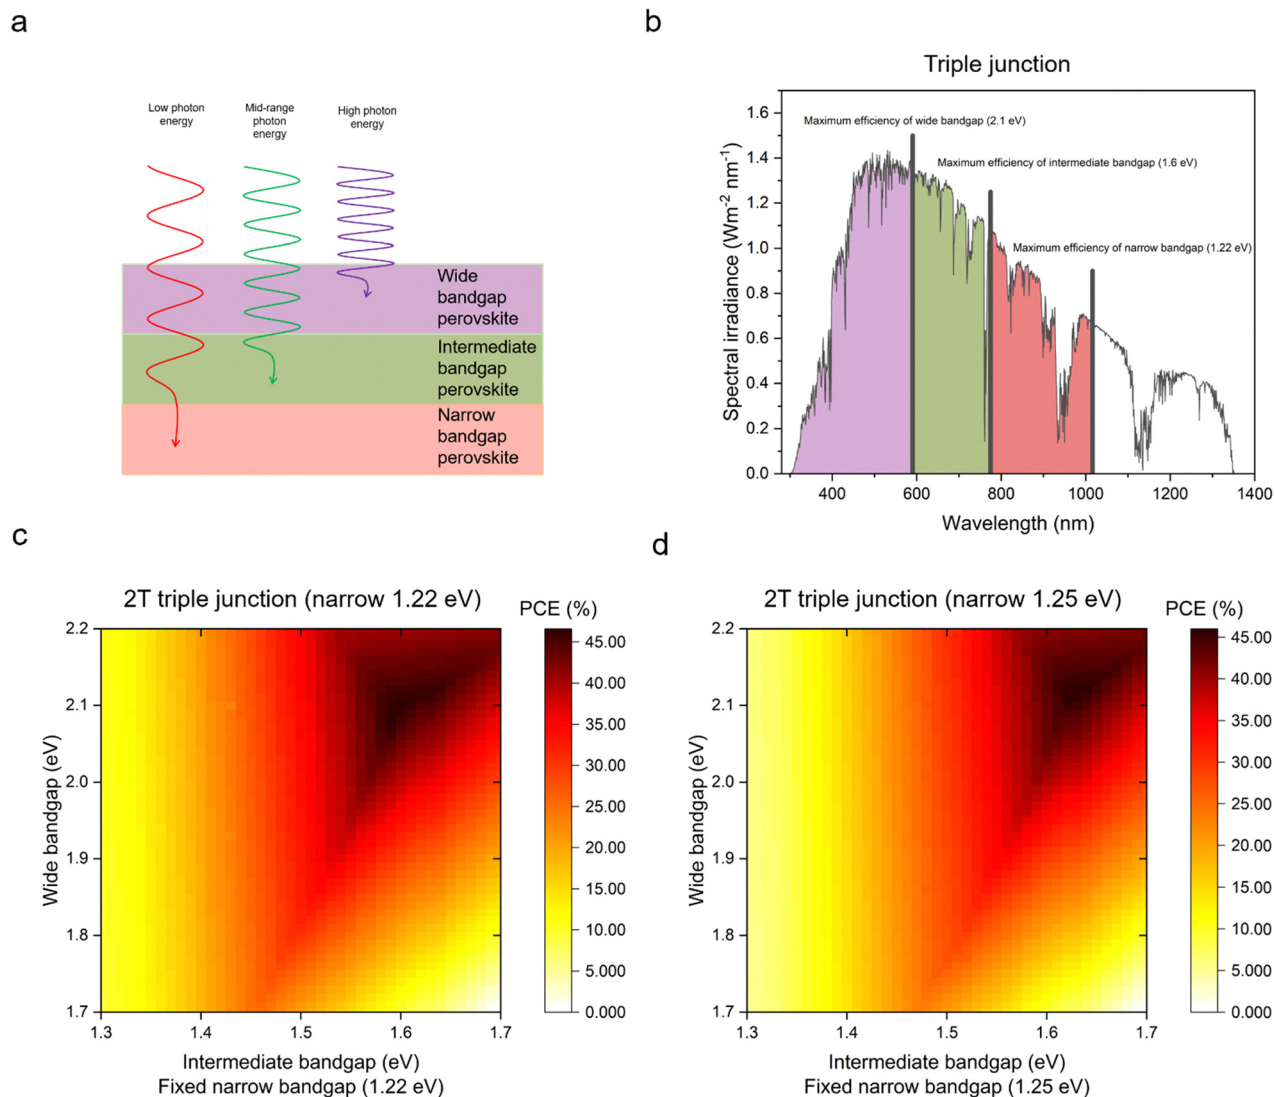 a
Low photon
energy
Mid-range
photon
energy
High photon
energy
Wide
bandgap
perovskite
Intermediate
bandgap
perovskite
Narrow
bandgap
perovskite
b
Triple junction
Maximum efficiency of wide bandgap (2.1 eV)
Maximum efficiency of intermediate bandgap (1.6 eV)
Maximum efficiency of narrow bandgap (1.22 eV)
Spectral irradiance (Wm⁻² nm⁻¹)
1.6
1.4
1.2
1.0
0.8
0.6
0.4
0.2
0.0
400 600 800 1000 1200 1400
Wavelength (nm)
c
2T triple junction (narrow 1.22 eV)
PCE (%)
Wide bandgap (eV)
2.2
2.1
2.0
1.9
1.8
1.7
1.3 1.4 1.5 1.6 1.7
Intermediate bandgap (eV)
Fixed narrow bandgap (1.22 eV)
45.00
40.00
35.00
30.00
25.00
20.00
15.00
10.00
5.000
0.000
d
2T triple junction (narrow 1.25 eV)
PCE (%)
Wide bandgap (eV)
2.2
2.1
2.0
1.9
1.8
1.7
1.3 1.4 1.5 1.6 1.7
Intermediate bandgap (eV)
Fixed narrow bandgap (1.25 eV)
45.00
40.00
35.00
30.00
25.00
20.00
15.00
10.00
5.000
0.000